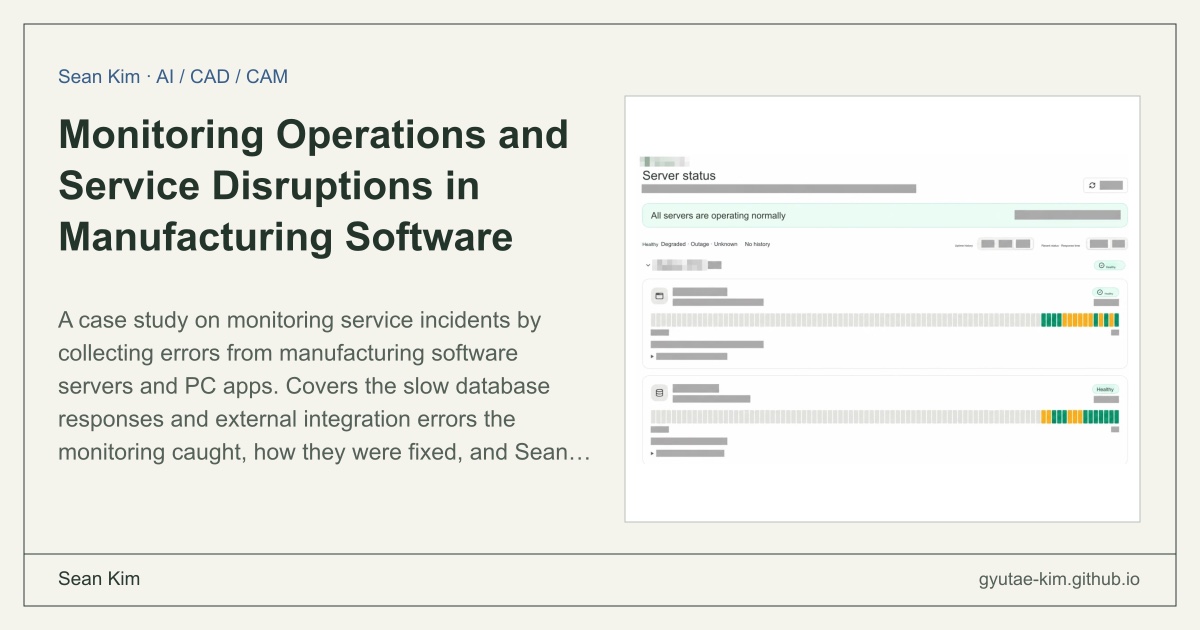 Sean Kim · AI / CAD / CAM
Monitoring Operations and
Service Disruptions in
Manufacturing Software
A case study on monitoring service incidents by
collecting errors from manufacturing software
servers and PC apps. Covers the slow database
responses and external integration errors the
monitoring caught, how they were fixed, and Sean…
Server status
All servers are operating normally
Healthy Degraded · Outage · Unknown No history
Healthy
Sean Kim
gyutae-kim.github.io